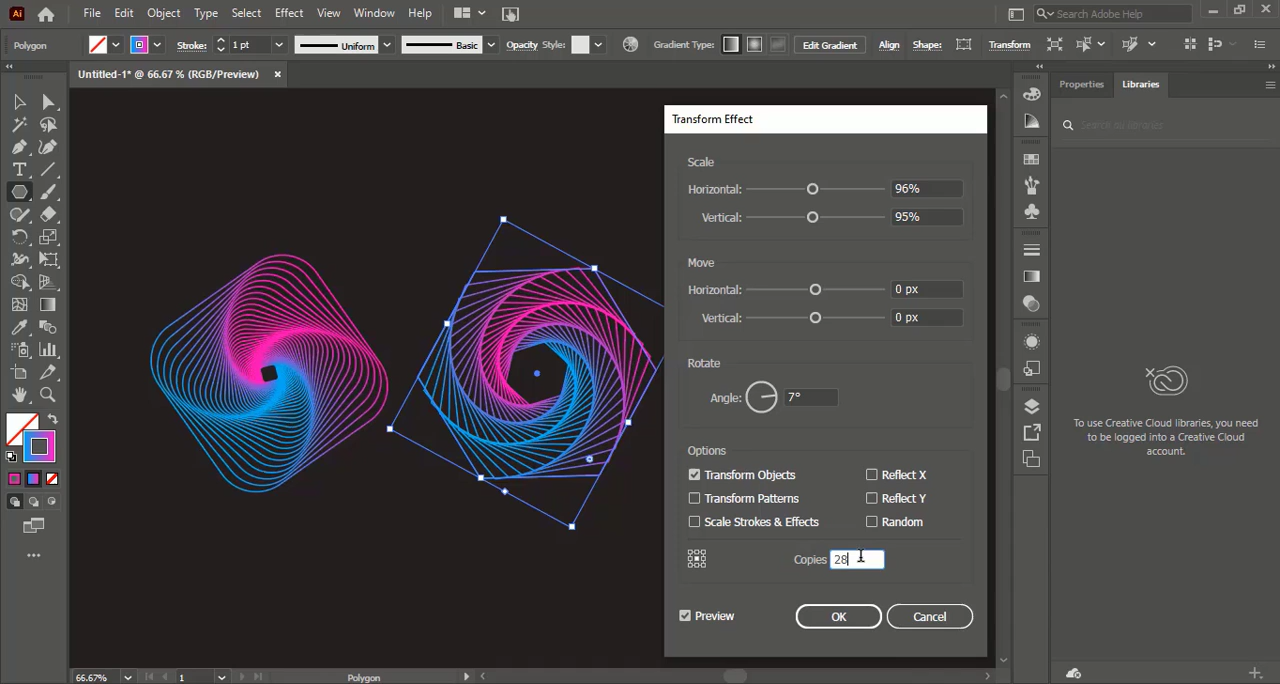 Ai File Edit Object Type Select Effect View Window Help Search Adobe Help
Polygon Stroke: 1 pt Uniform Basic Opacity Style: Gradient Type: Edit Gradient Align Shape: Transform
Untitled-1* @ 66.67 % (RGB/Preview) ×
Properties Libraries
Search all libraries
Transform Effect
Scale
Horizontal: 96%
Vertical: 95%
Move
Horizontal: 0 px
Vertical: 0 px
Rotate
Angle: 7°
Options
Transform Objects Reflect X
Transform Patterns Reflect Y
Scale Strokes & Effects Random
Copies 28
Preview OK Cancel
To use Creative Cloud libraries, you need
to be logged into a Creative Cloud
account.
66.67% 1 Polygon